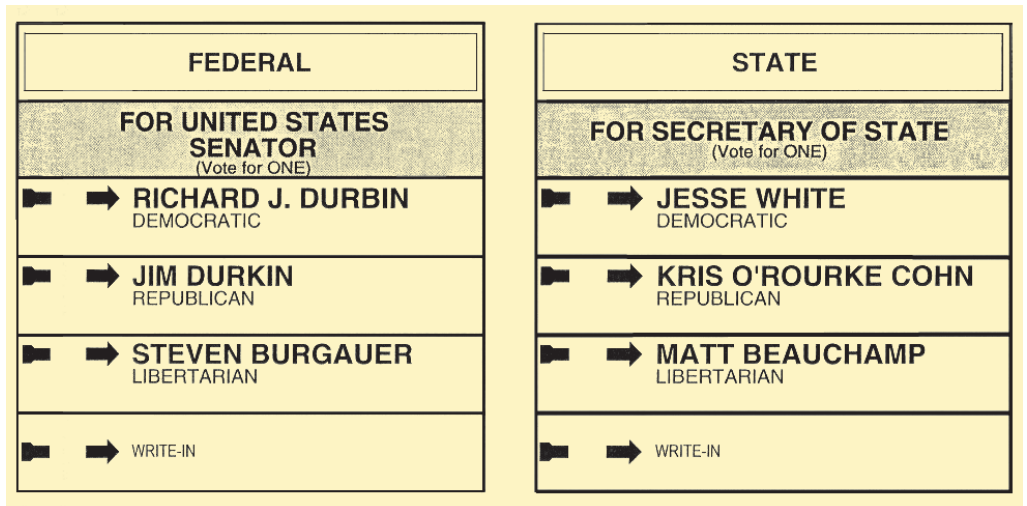 FEDERAL
FOR UNITED STATES
SENATOR
(Vote for ONE)
RICHARD J. DURBIN
DEMOCRATIC
JIM DURKIN
REPUBLICAN
STEVEN BURGAUER
LIBERTARIAN
WRITE-IN
STATE
FOR SECRETARY OF STATE
(Vote for ONE)
JESSE WHITE
DEMOCRATIC
KRIS O'ROURKE COHN
REPUBLICAN
MATT BEAUCHAMP
LIBERTARIAN
WRITE-IN